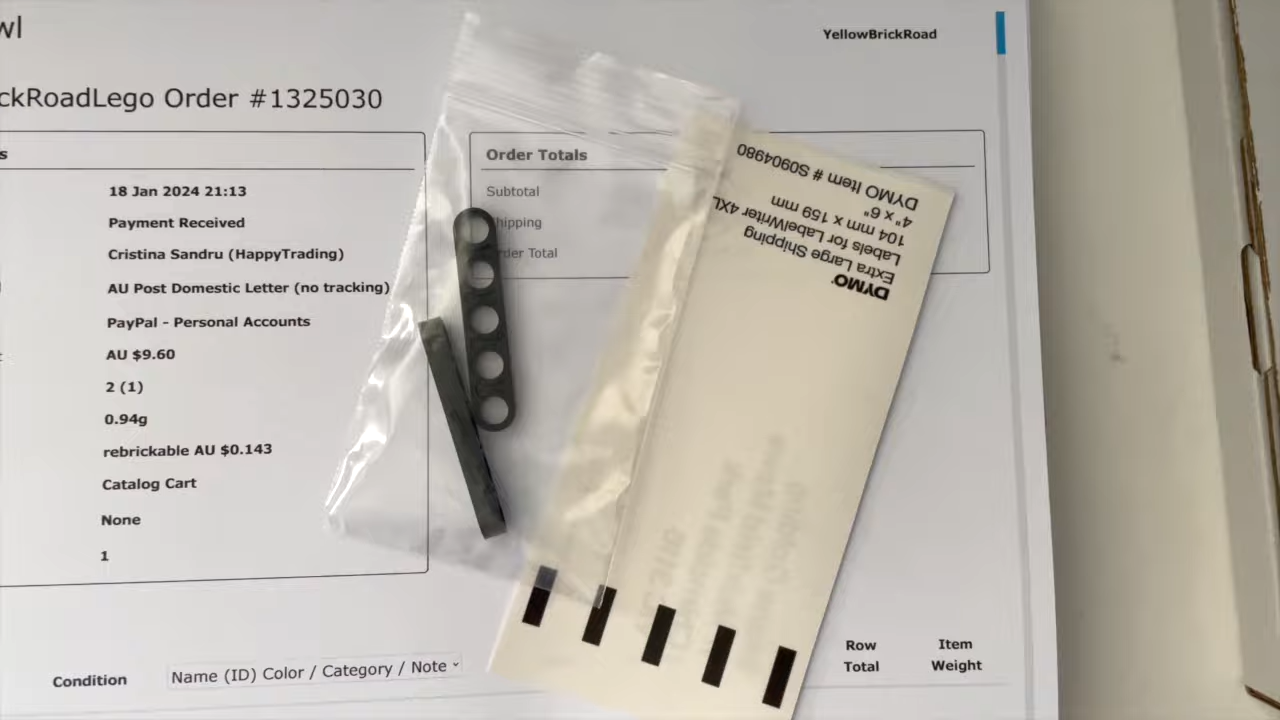 wl
YellowBrickRoad
ckRoadLego Order #1325030
s
Order Totals
18 Jan 2024 21:13
Subtotal
Payment Received
Shipping
Cristina Sandru (HappyTrading)
Order Total
AU Post Domestic Letter (no tracking)
PayPal - Personal Accounts
AU $9.60
2 (1)
0.94g
rebrickable AU $0.143
Catalog Cart
None
1
DYMO
Extra Large Shipping
Labels for LabelWriter 4XL
104 mm x 159 mm
4" x 6"
DYMO Item # S0904980
Condition
Name (ID) Color / Category / Note
Row
Total
Item
Weight